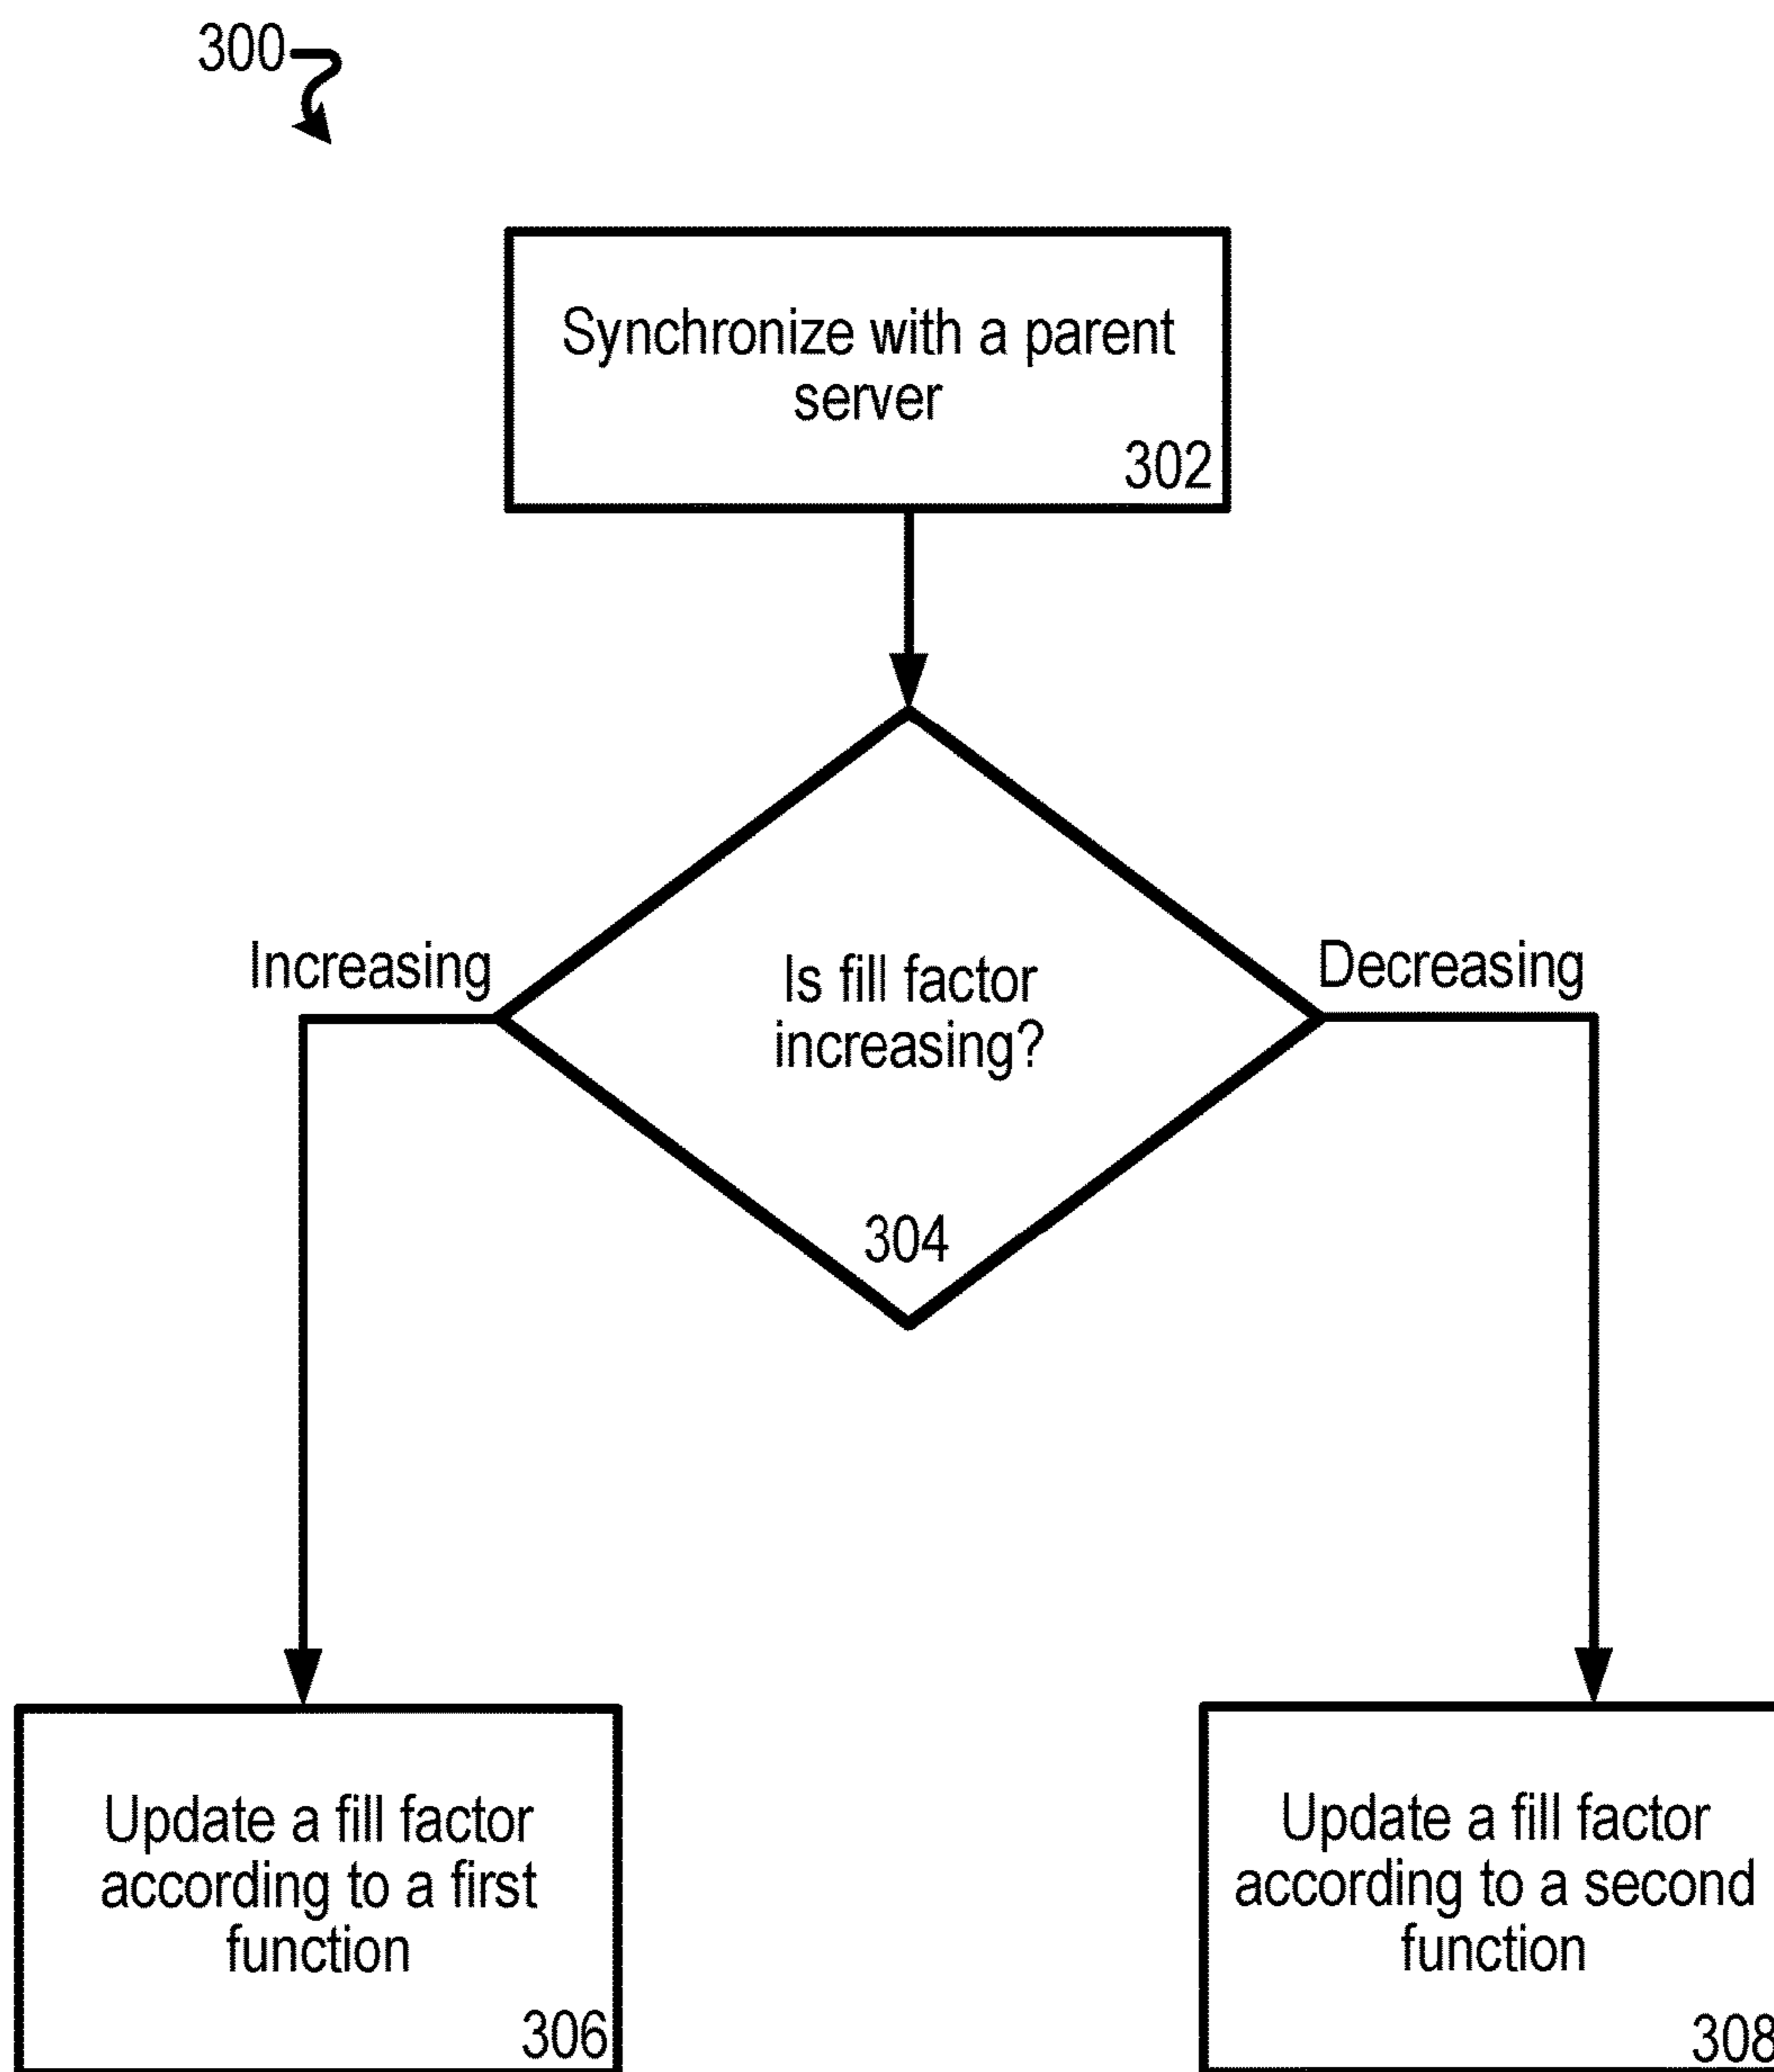 300
Synchronize with a parent
server
302
Increasing
Is fill factor
increasing?
Decreasing
304
Update a fill factor
according to a first
function
306
Update a fill factor
according to a second
function
308